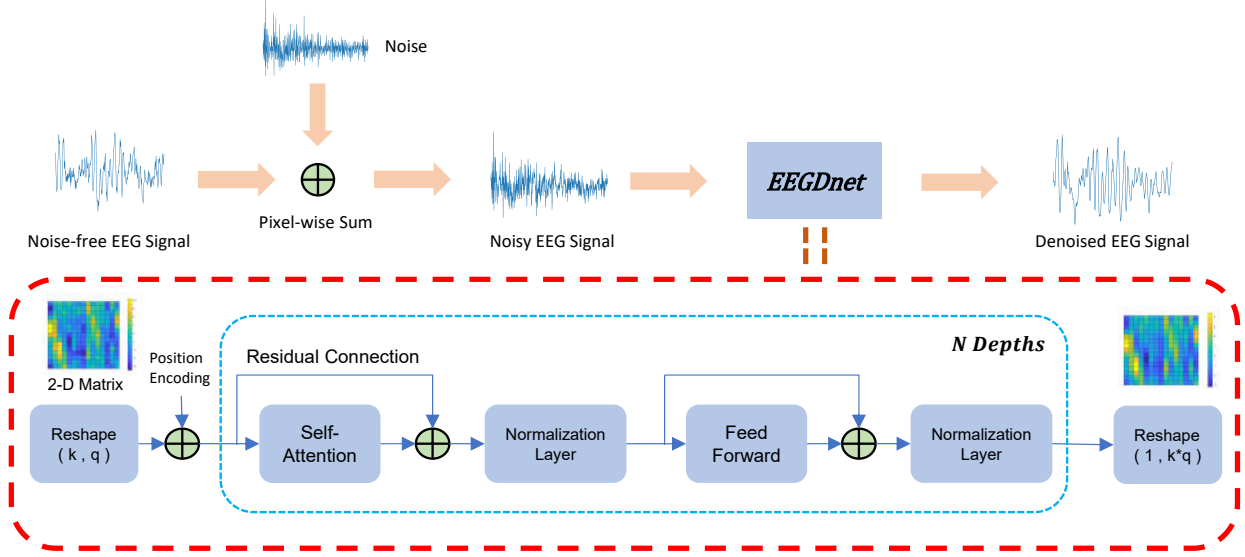 Noise
Noise-free EEG Signal
Pixel-wise Sum
Noisy EEG Signal
EEGDnet
Denoised EEG Signal
2-D Matrix
Position
Encoding
Residual Connection
N Depths
Reshape
( k , q )
Self-
Attention
Normalization
Layer
Feed
Forward
Normalization
Layer
Reshape
( 1 , k*q )